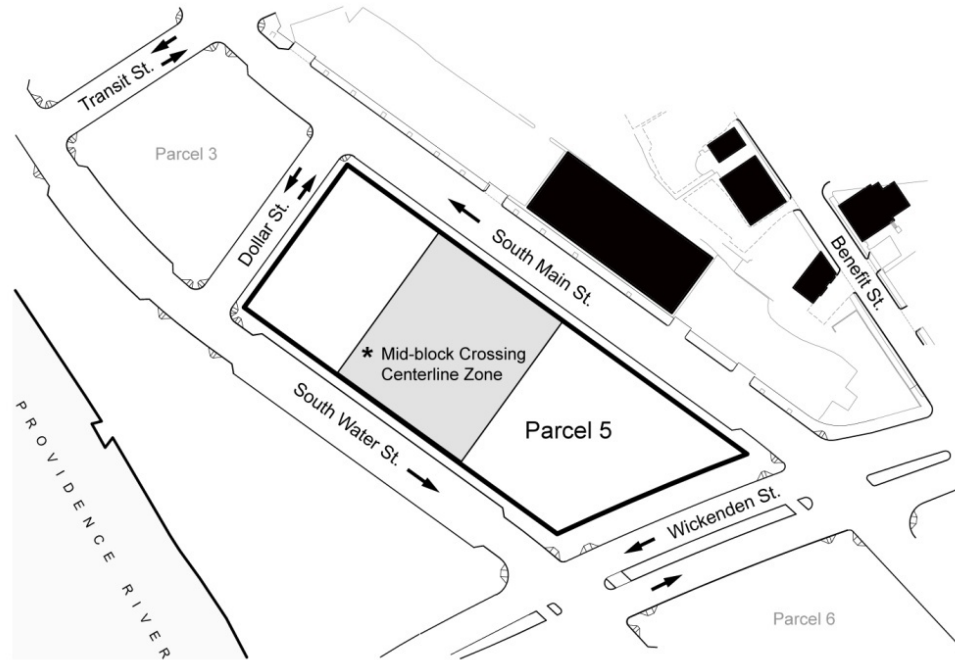 Transit St.
Parcel 3
Dollar St.
South Main St.
Benefit St.
* Mid-block Crossing
Centerline Zone
South Water St.
Parcel 5
Wickenden St.
Parcel 6
PROVIDENCE RIVER